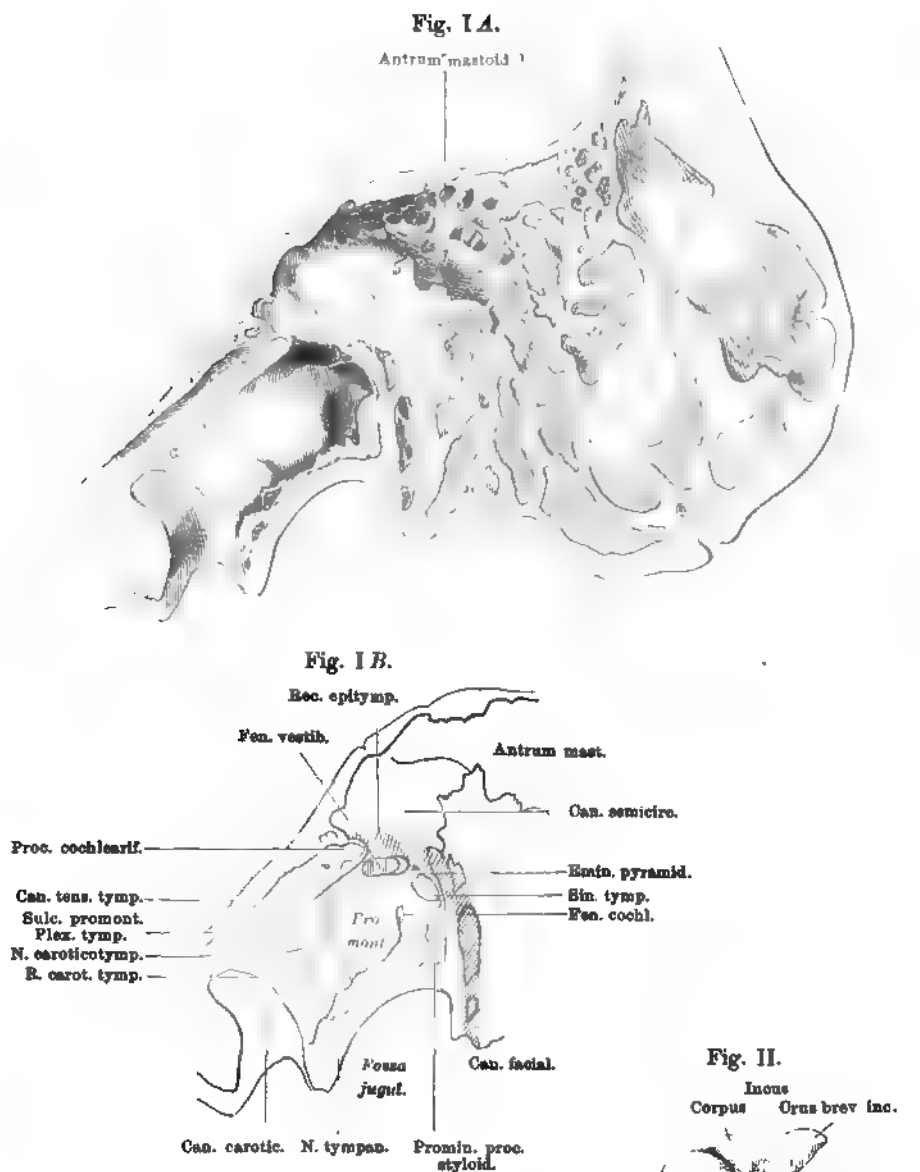 Fig. I A.
Antrum mastoid
Fig. I B.
Rec. epitymp.
Fen. vestib.
Antrum mast.
Can. semicirc.
Proc. cochlearif.
Emin. pyramid.
Can. tens. tymp.
Sin. tymp.
Sulc. promont.
Fen. cochl.
Plex. tymp.
Pro
mont
N. caroticotymp.
R. carot. tymp.
Fossa
jugul.
Can. facial.
Can. carotic.
N. tympan.
Promin. proc.
styloid.
Fig. II.
Incus
Corpus
Crus brev inc.